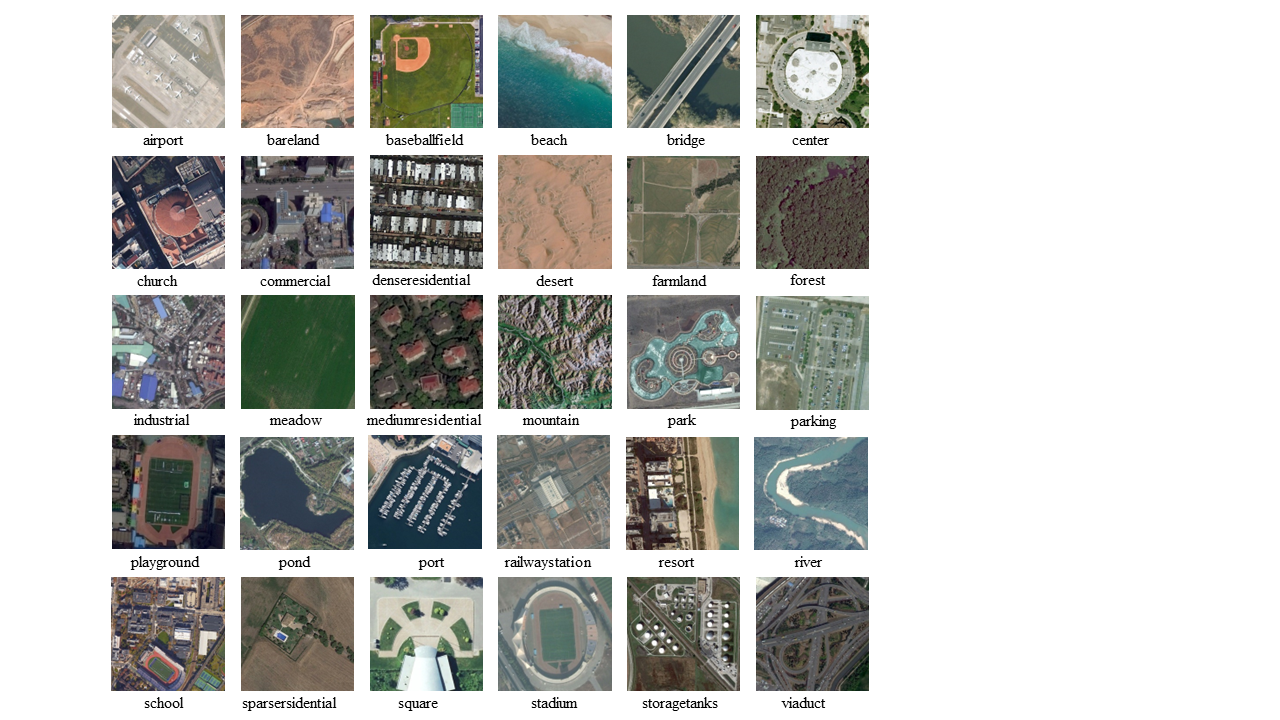 airport bareland baseballfield beach bridge center
church commercial denseresidential desert farmland forest
industrial meadow mediumresidential mountain park parking
playground pond port railwaystation resort river
school sparsersidential square stadium storagetanks viaduct